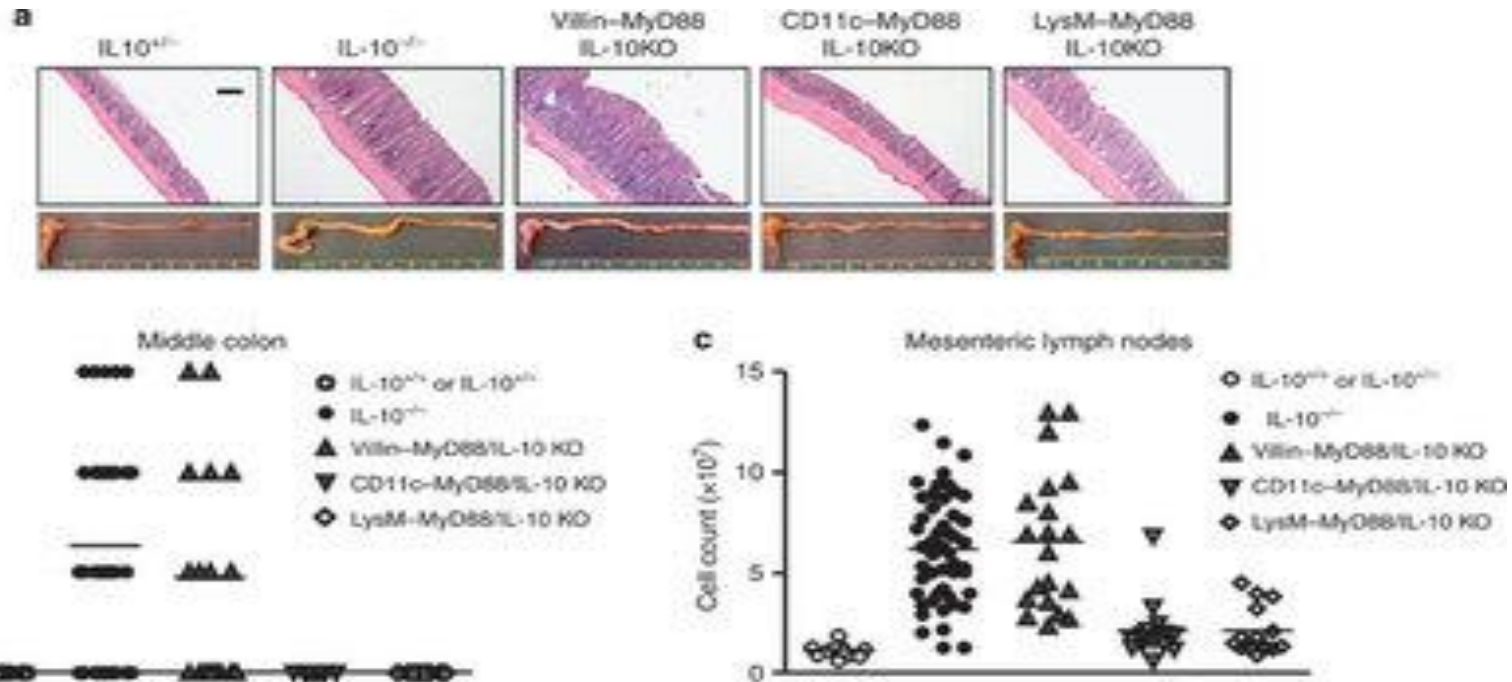 a
IL10⁺/⁻
IL-10⁻/⁻
Villin–MyD88
IL-10KO
CD11c–MyD88
IL-10KO
LysM–MyD88
IL-10KO
Middle colon
IL-10⁺/⁺ or IL-10⁺/⁻
IL-10⁻/⁻
Villin–MyD88/IL-10 KO
CD11c–MyD88/IL-10 KO
LysM–MyD88/IL-10 KO
c
Mesenteric lymph nodes
15
10
5
0
Cell count (×10⁷)
IL-10⁺/⁺ or IL-10⁺/⁻
IL-10⁻/⁻
Villin–MyD88/IL-10 KO
CD11c–MyD88/IL-10 KO
LysM–MyD88/IL-10 KO